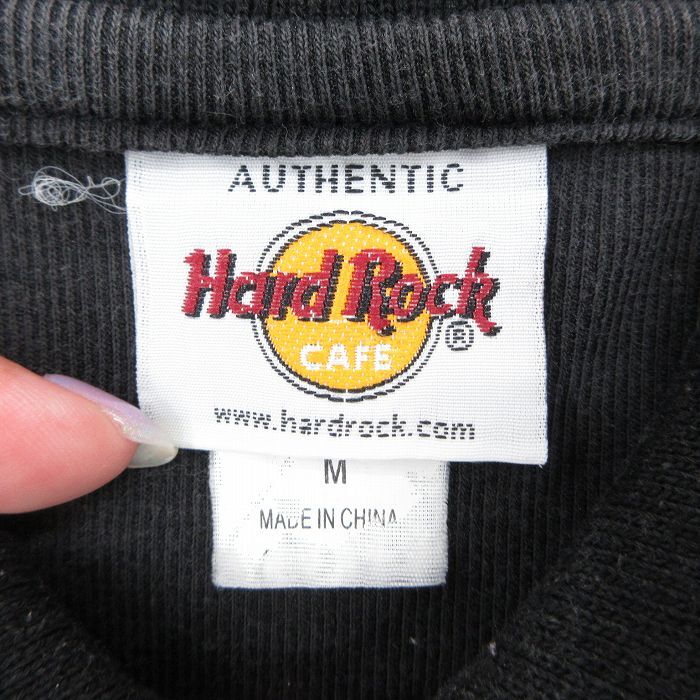 AUTHENTIC
Hard Rock
CAFE
®
www.hardrock.com
M
MADE IN CHINA